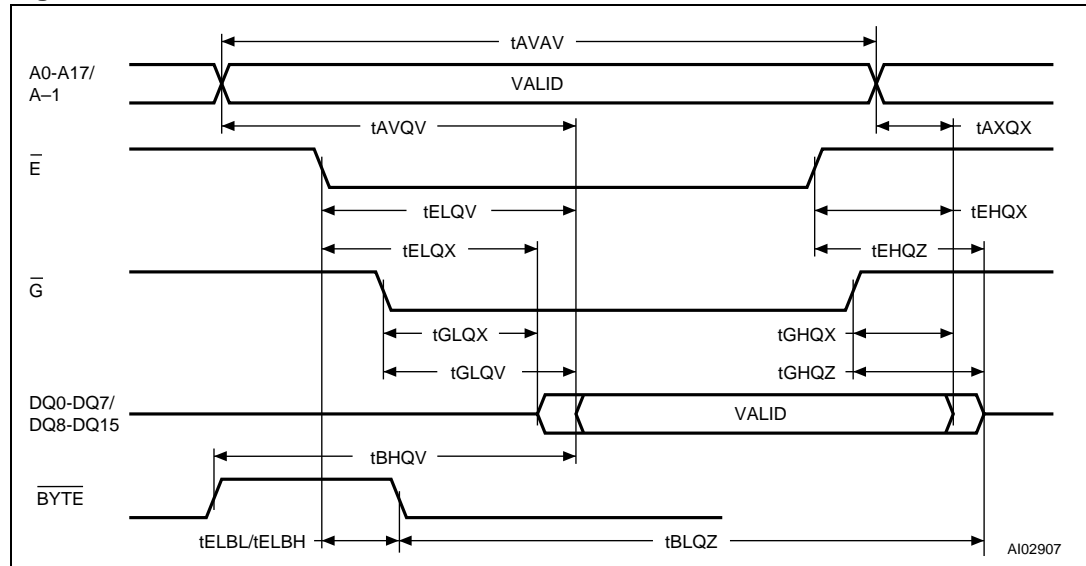 tAVAV
A0-A17/
A–1
VALID
tAVQV
tAXQX
E
tELQV
tEHQX
tELQX
tEHQZ
G
tGLQX
tGHQX
tGLQV
tGHQZ
DQ0-DQ7/
DQ8-DQ15
VALID
tBHQV
BYTE
tELBL/tELBH
tBLQZ
AI02907